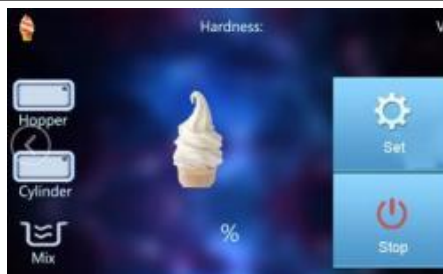 Hardness:
V
Hopper
Set
Cylinder
%
Mix
Stop